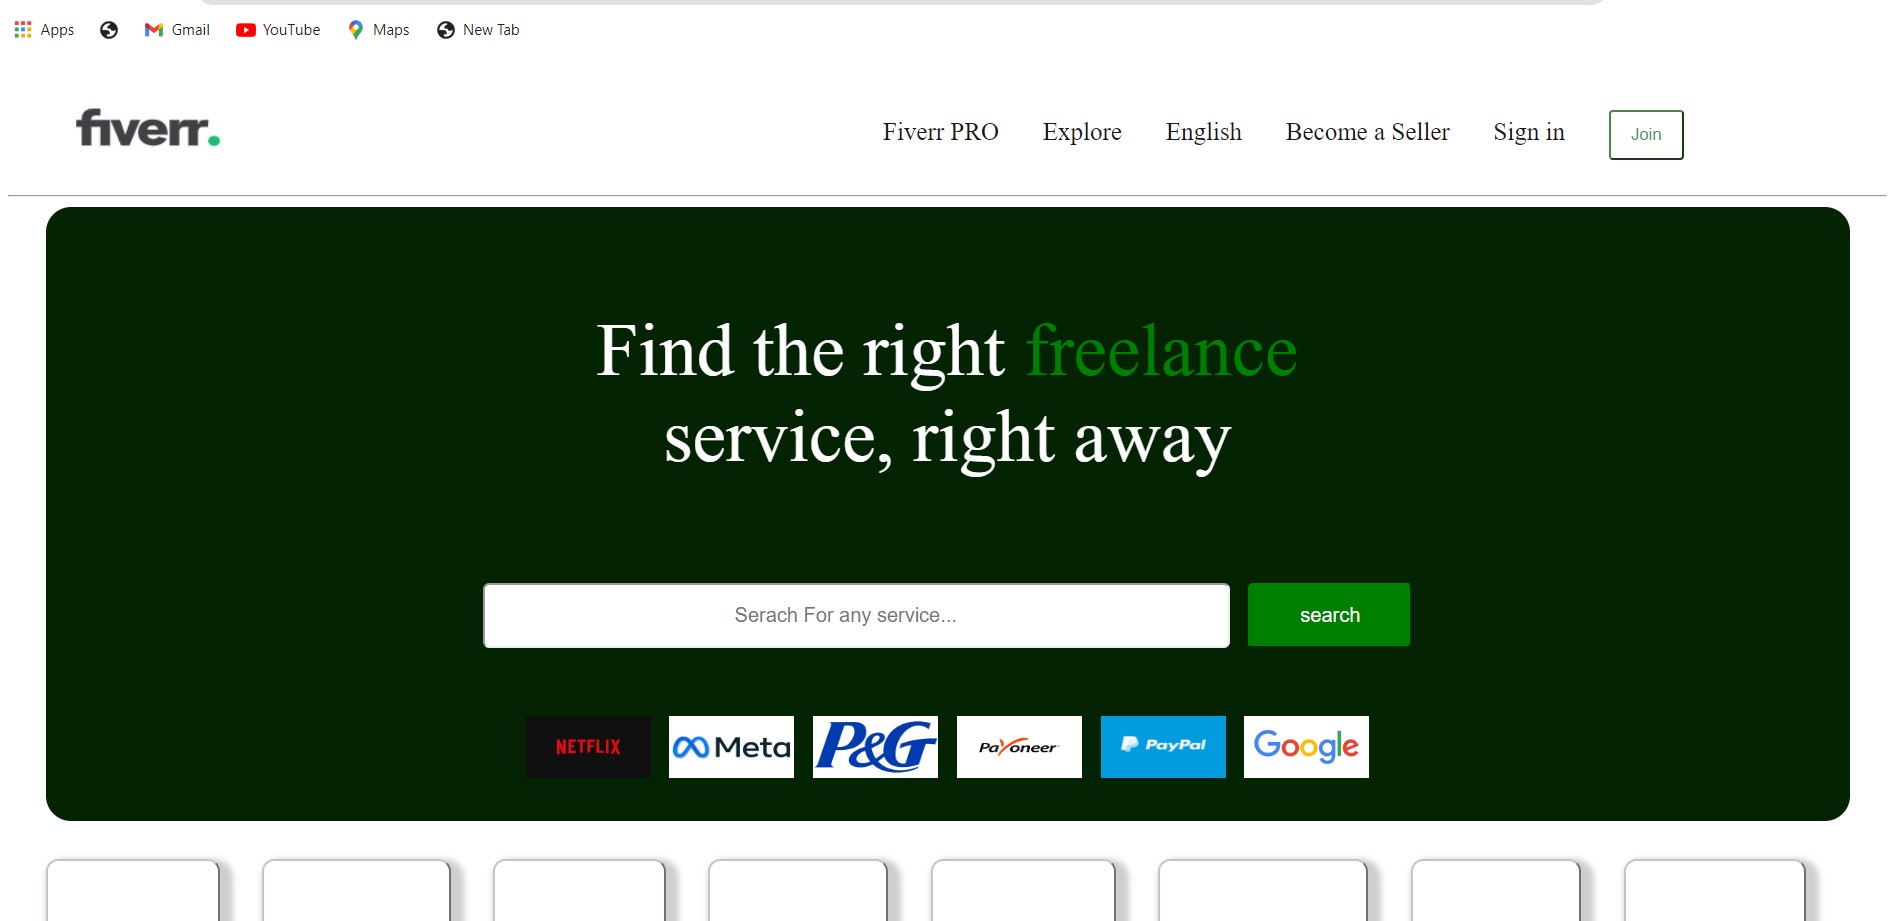 Apps Gmail YouTube Maps New Tab
fiverr.
Fiverr PRO Explore English Become a Seller Sign in Join
Find the right freelance
service, right away
Serach For any service... search
NETFLIX Meta P&G Payoneer PayPal Google